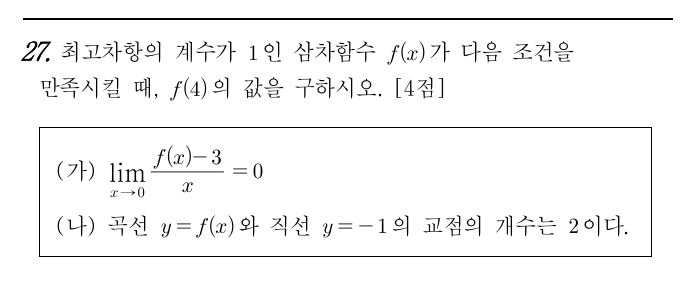 27. 최고차항의 계수가 1인 삼차함수 f(x)가 다음 조건을
만족시킬 때, f(4)의 값을 구하시오. [4점]
(가) lim_{x→0} (f(x)−3)/x = 0
(나) 곡선 y=f(x)와 직선 y=−1의 교점의 개수는 2이다.